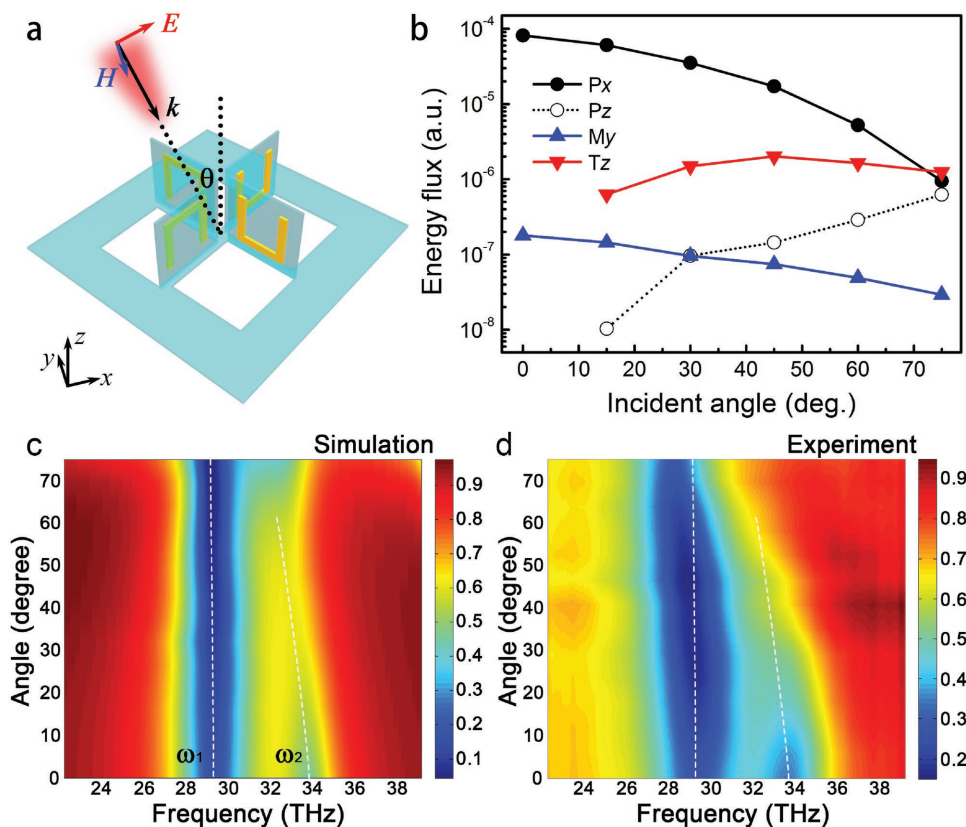 a
E
H
k
θ
z
y
x
b
Energy flux (a.u.)
10⁻⁴
10⁻⁵
10⁻⁶
10⁻⁷
10⁻⁸
Px
Pz
My
Tz
0 10 20 30 40 50 60 70
Incident angle (deg.)
c Simulation
Angle (degree)
70
60
50
40
30
20
10
0
ω₁ ω₂
24 26 28 30 32 34 36 38
Frequency (THz)
0.9
0.8
0.7
0.6
0.5
0.4
0.3
0.2
0.1
d Experiment
Angle (degree)
70
60
50
40
30
20
10
0
24 26 28 30 32 34 36 38
Frequency (THz)
0.9
0.8
0.7
0.6
0.5
0.4
0.3
0.2